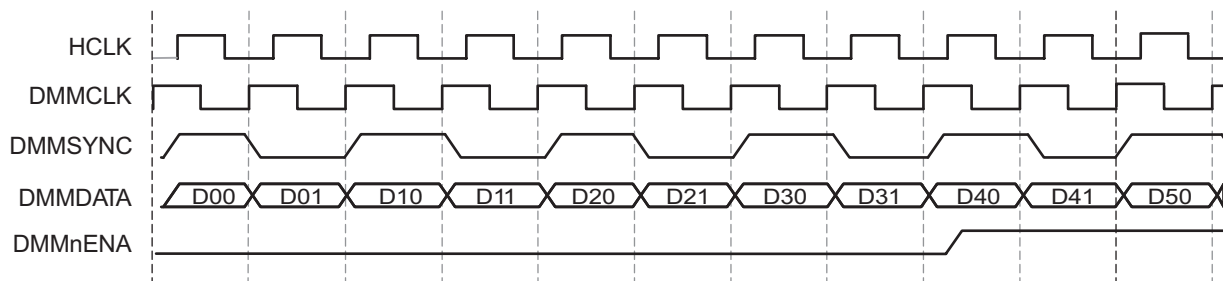 HCLK
DMMCLK
DMMSYNC
DMMDATA D00 D01 D10 D11 D20 D21 D30 D31 D40 D41 D50
DMMnENA